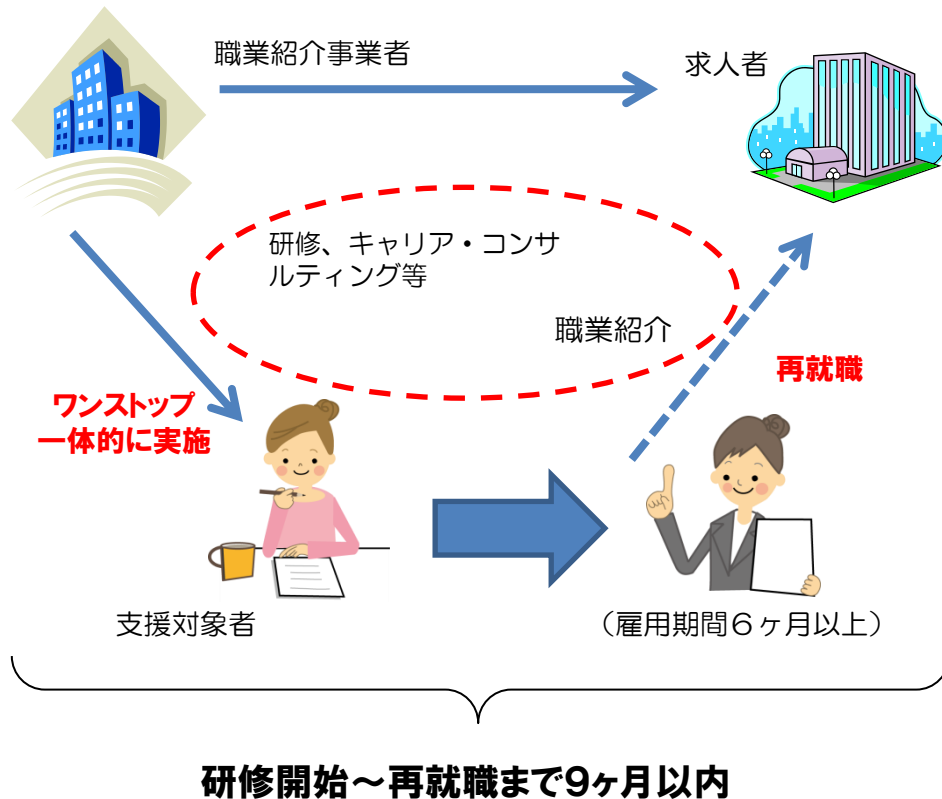 職業紹介事業者
求人者
研修、キャリア・コンサ
ルティング等
職業紹介
再就職
ワンストップ
一体的に実施
支援対象者
（雇用期間６ヶ月以上）
研修開始～再就職まで9ヶ月以内